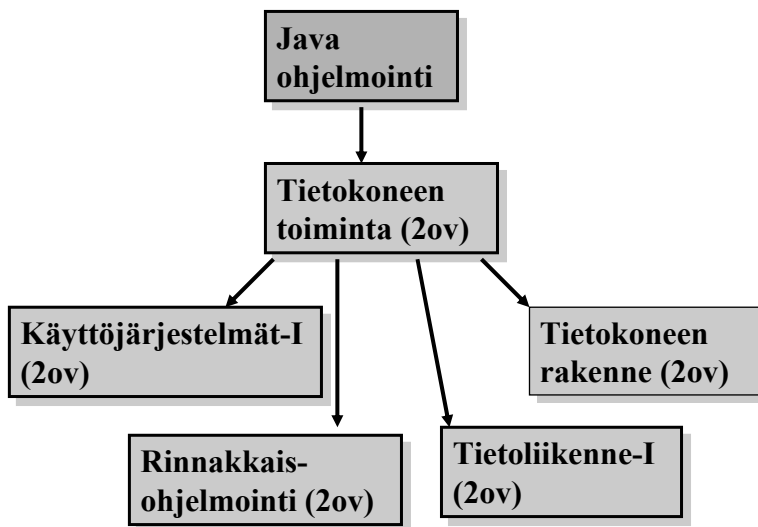 Java
ohjelmointi
Tietokoneen
toiminta (2ov)
Käyttöjärjestelmät-I
(2ov)
Tietokoneen
rakenne (2ov)
Rinnakkais-
ohjelmointi (2ov)
Tietoliikenne-I
(2ov)